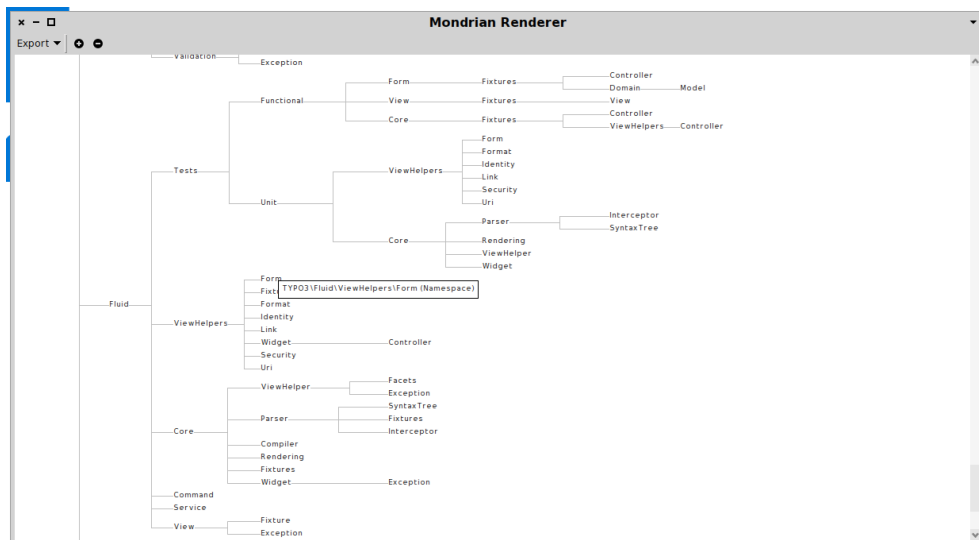 Mondrian Renderer
Export
Validation
Exception
Form Fixtures Controller
Domain Model
Functional View Fixtures View
Core Fixtures Controller
ViewHelpers Controller
Form
Format
Identity
Tests ViewHelpers Link
Security
Unit Uri
Parser Interceptor
SyntaxTree
Core Rendering
ViewHelper
Widget
Form
TYPO3\Fluid\ViewHelpers\Form (Namespace)
Fluid Format
Identity
ViewHelpers Link
Widget Controller
Security
Uri
ViewHelper Facets
Exception
SyntaxTree
Parser Fixtures
Core Interceptor
Compiler
Rendering
Fixtures
Widget Exception
Command
Service
View Fixture
Exception